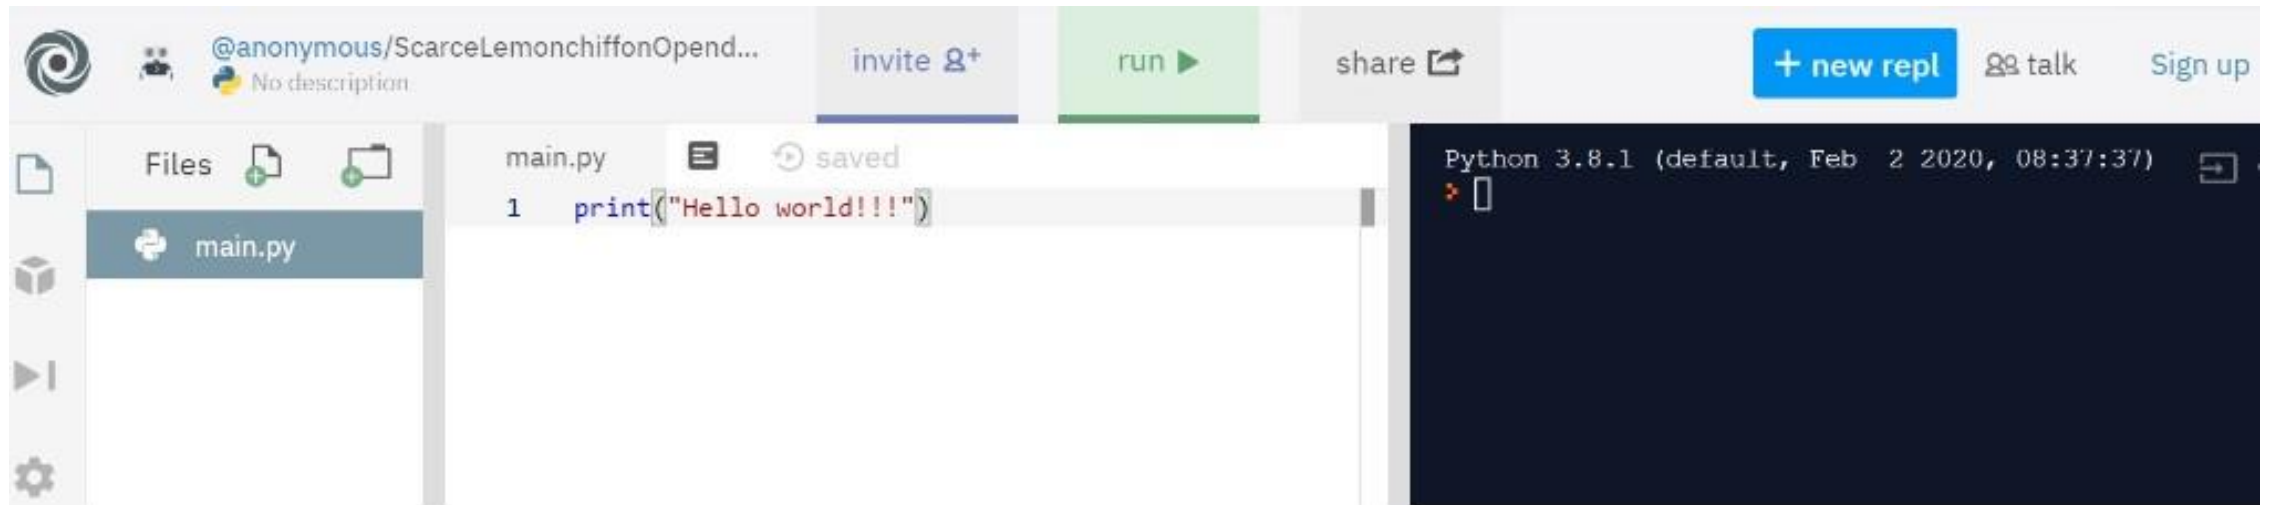 @anonymous/ScarceLemonchiffonOpend...
No description
invite
run
share
+ new repl
talk
Sign up
Files
main.py
main.py
saved
1 print("Hello world!!!")
Python 3.8.1 (default, Feb  2 2020, 08:37:37)
>